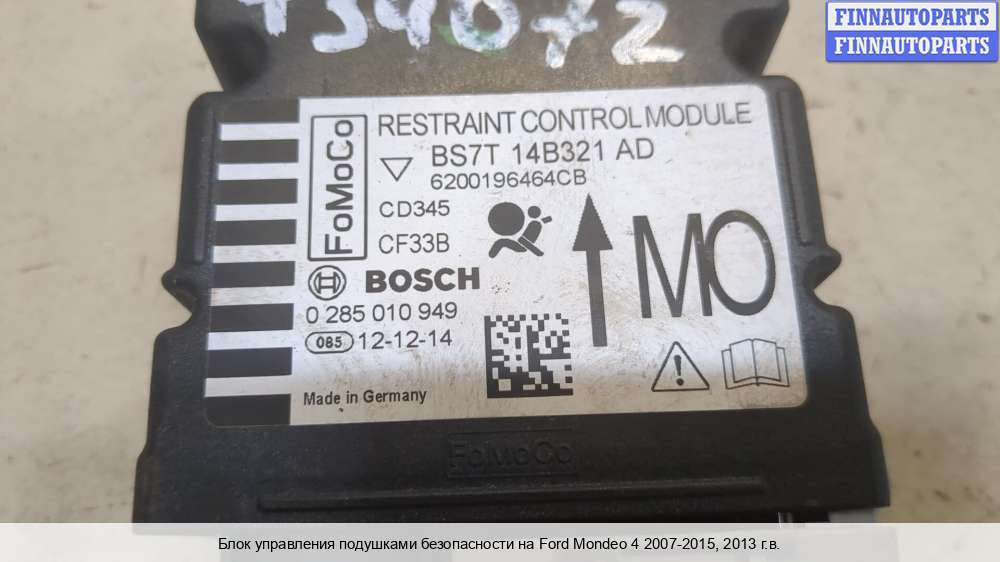 FINNAUTOPARTS
FINNAUTOPARTS
FoMoCo
RESTRAINT CONTROL MODULE
BS7T 14B321 AD
6200196464CB
CD345
CF33B
MO
BOSCH
0 285 010 949
085 12-12-14
Made in Germany
FoMoCo
Блок управления подушками безопасности на Ford Mondeo 4 2007-2015, 2013 г.в.